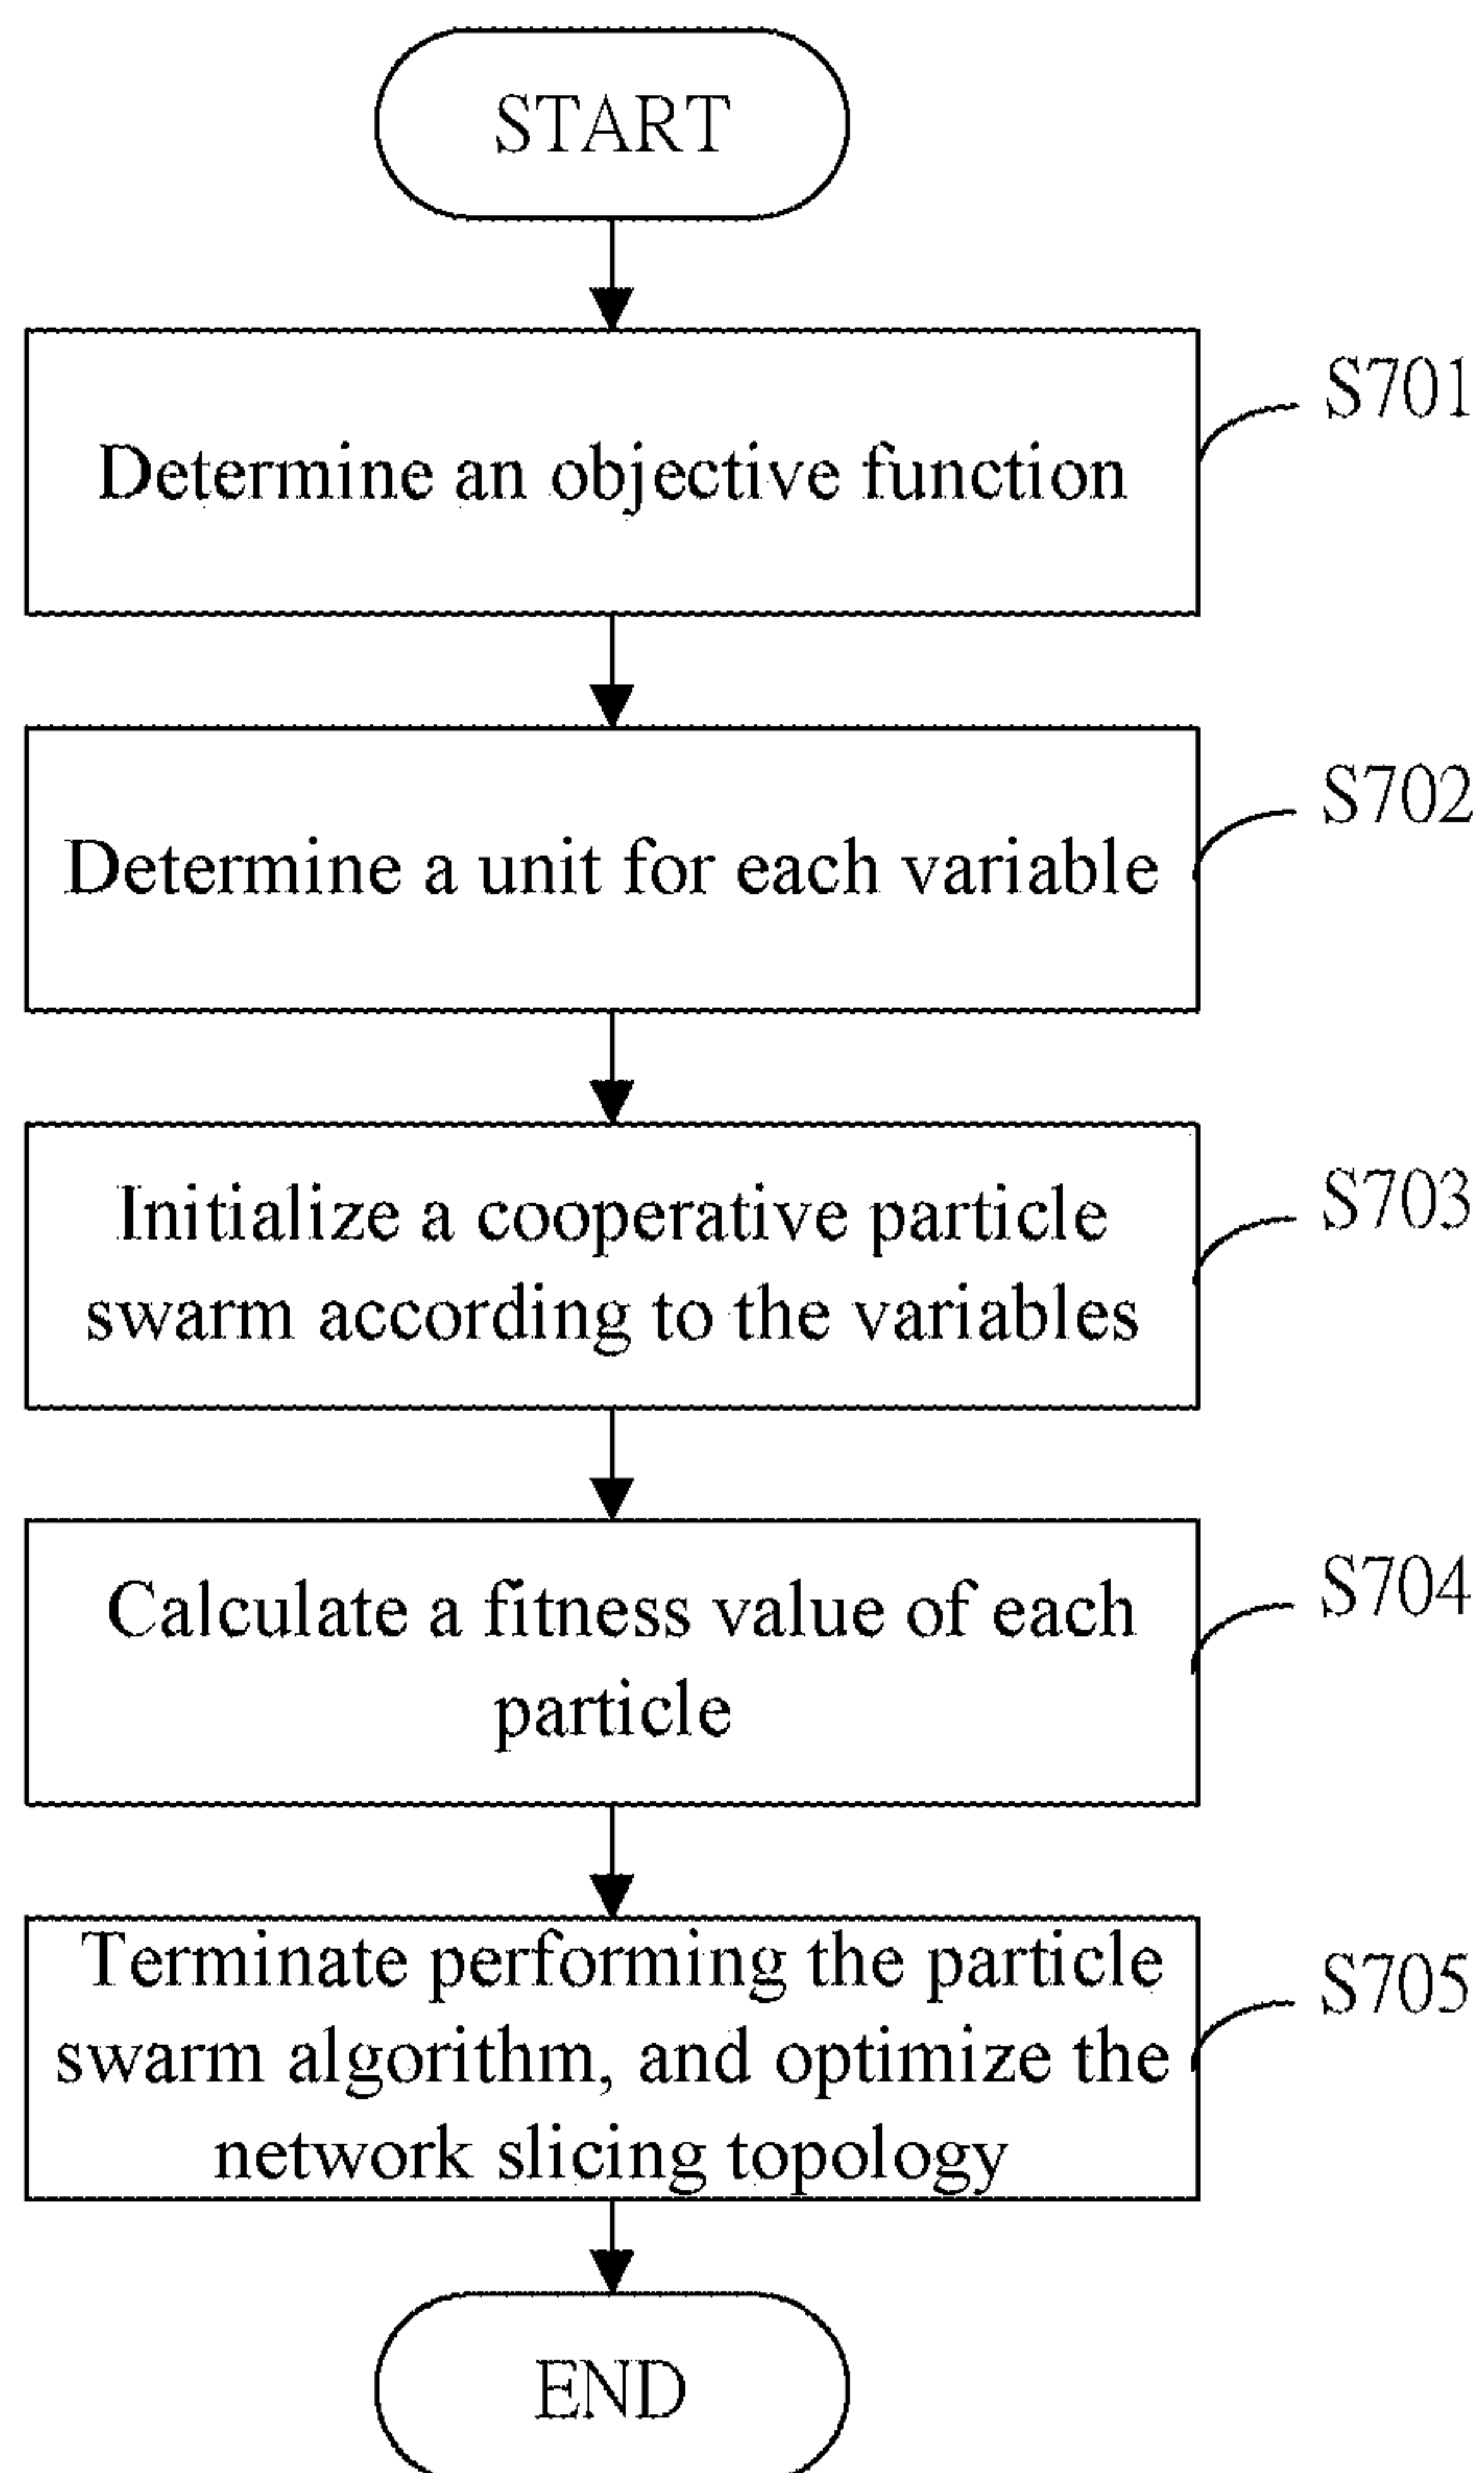 START
S701
Determine an objective function
S702
Determine a unit for each variable
S703
Initialize a cooperative particle
swarm according to the variables
S704
Calculate a fitness value of each
particle
S705
Terminate performing the particle
swarm algorithm, and optimize the
network slicing topology
END